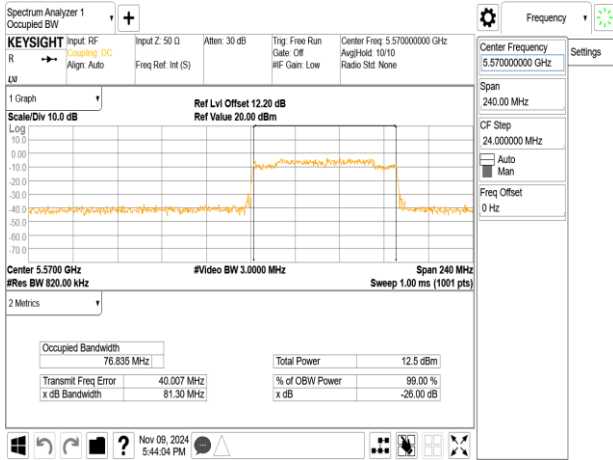 Spectrum Analyzer 1
Occupied BW
Frequency
KEYSIGHT
R
Input: RF
Coupling: DC
Align: Auto
Input Z: 50 Ω
Freq Ref: Int (S)
Atten: 30 dB
Trig: Free Run
Gate: Off
#IF Gain: Low
Center Freq: 5.570000000 GHz
Avg|Hold: 10/10
Radio Std: None
Center Frequency
5.570000000 GHz
Settings
Span
240.00 MHz
CF Step
24.000000 MHz
Auto
Man
Freq Offset
0 Hz
1 Graph
Scale/Div 10.0 dB
Ref Lvl Offset 12.20 dB
Ref Value 20.00 dBm
Log
10.0
0.00
-10.0
-20.0
-30.0
-40.0
-50.0
-60.0
-70.0
Center 5.5700 GHz
#Video BW 3.0000 MHz
Span 240 MHz
#Res BW 820.00 kHz
Sweep 1.00 ms (1001 pts)
2 Metrics
Occupied Bandwidth
76.835 MHz
Total Power 12.5 dBm
Transmit Freq Error 40.007 MHz
% of OBW Power 99.00 %
x dB Bandwidth 81.30 MHz
x dB -26.00 dB
?
Nov 09, 2024
5:44:04 PM